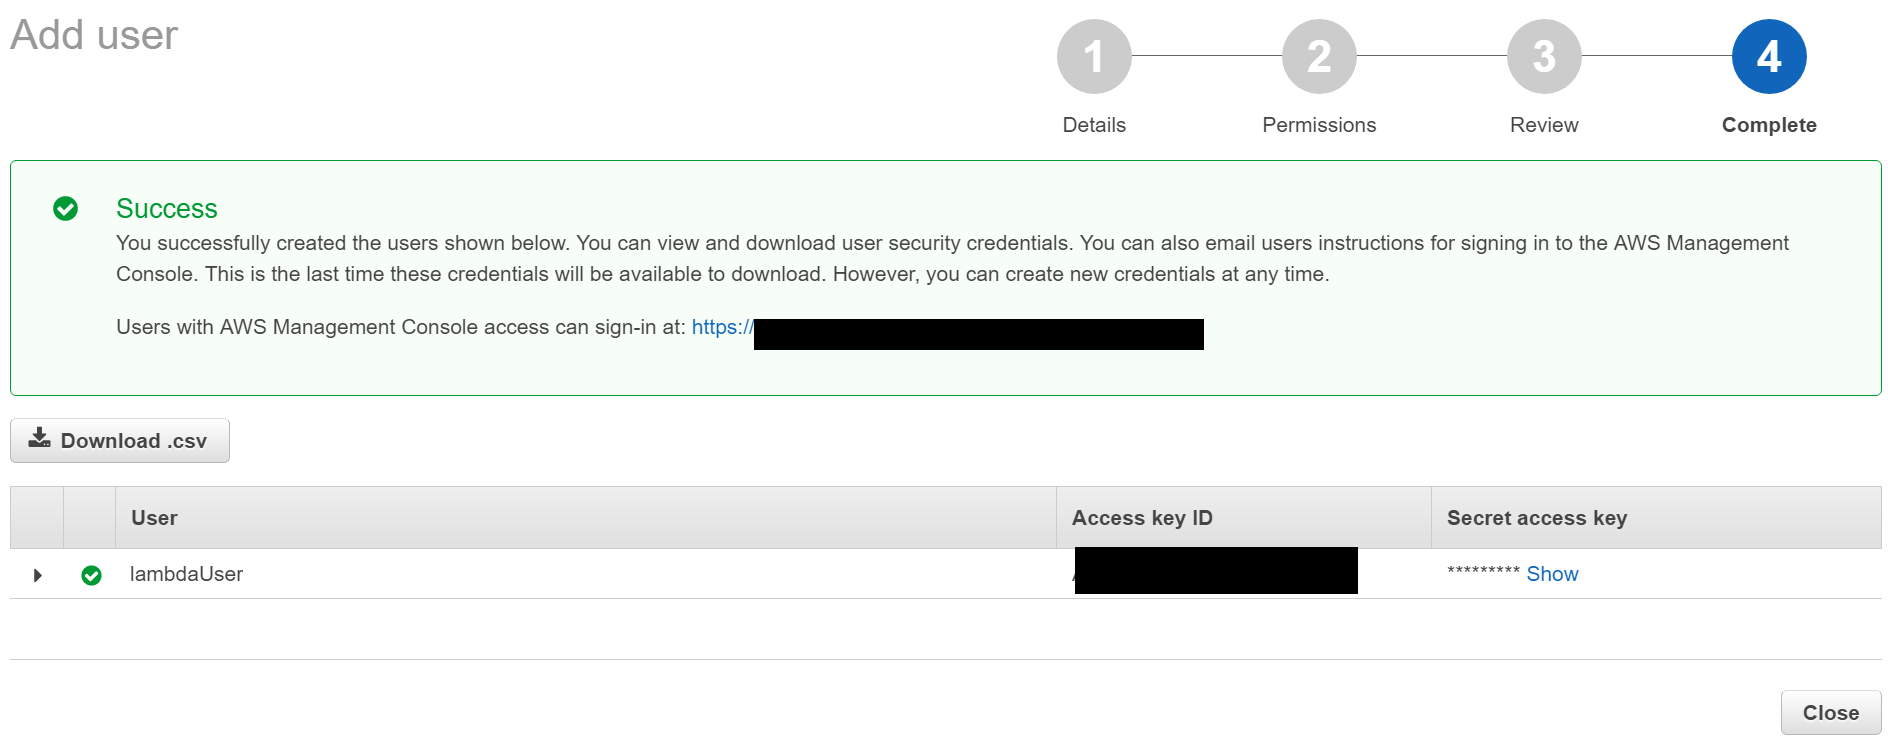 Add user
1 2 3 4
Details Permissions Review Complete
Success
You successfully created the users shown below. You can view and download user security credentials. You can also email users instructions for signing in to the AWS Management
Console. This is the last time these credentials will be available to download. However, you can create new credentials at any time.
Users with AWS Management Console access can sign-in at: https://
Download .csv
User Access key ID Secret access key
lambdaUser ********* Show
Close